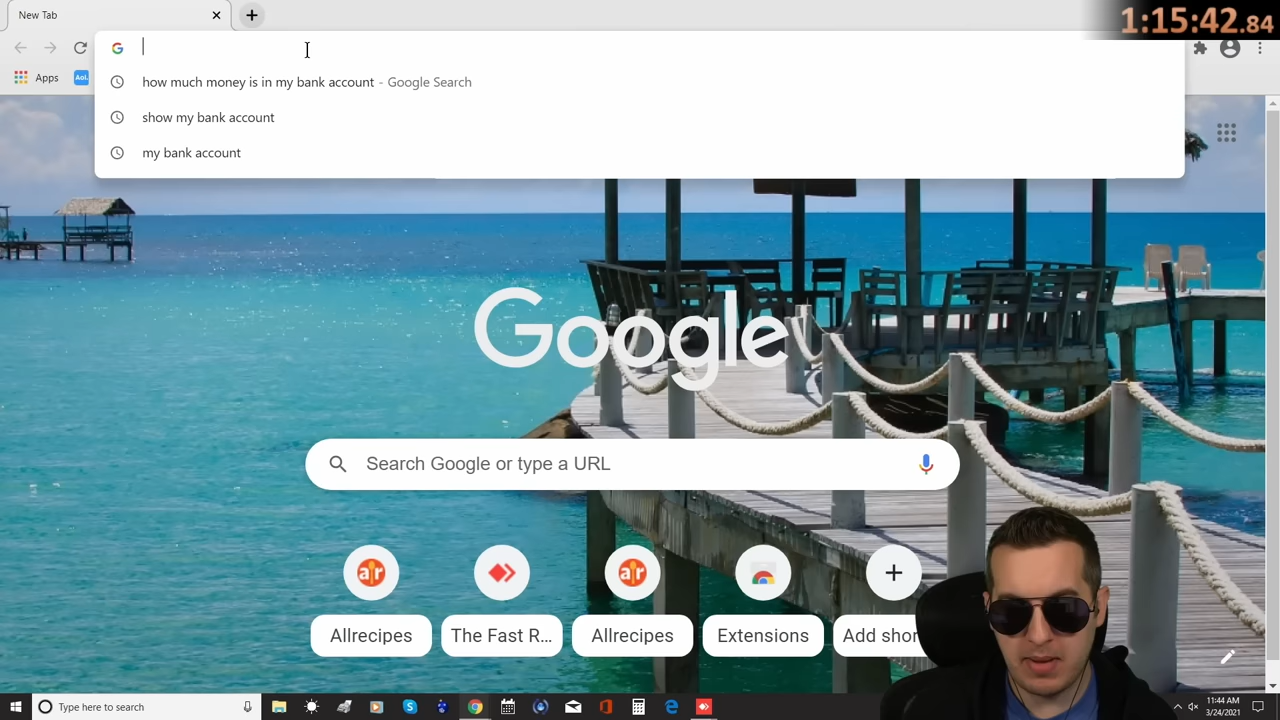 New Tab
1:15:42.84
how much money is in my bank account - Google Search
show my bank account
my bank account
Apps
Aol.
Google
Search Google or type a URL
Allrecipes
The Fast R...
Allrecipes
Extensions
Add shor
Type here to search
11:44 AM
3/24/2021